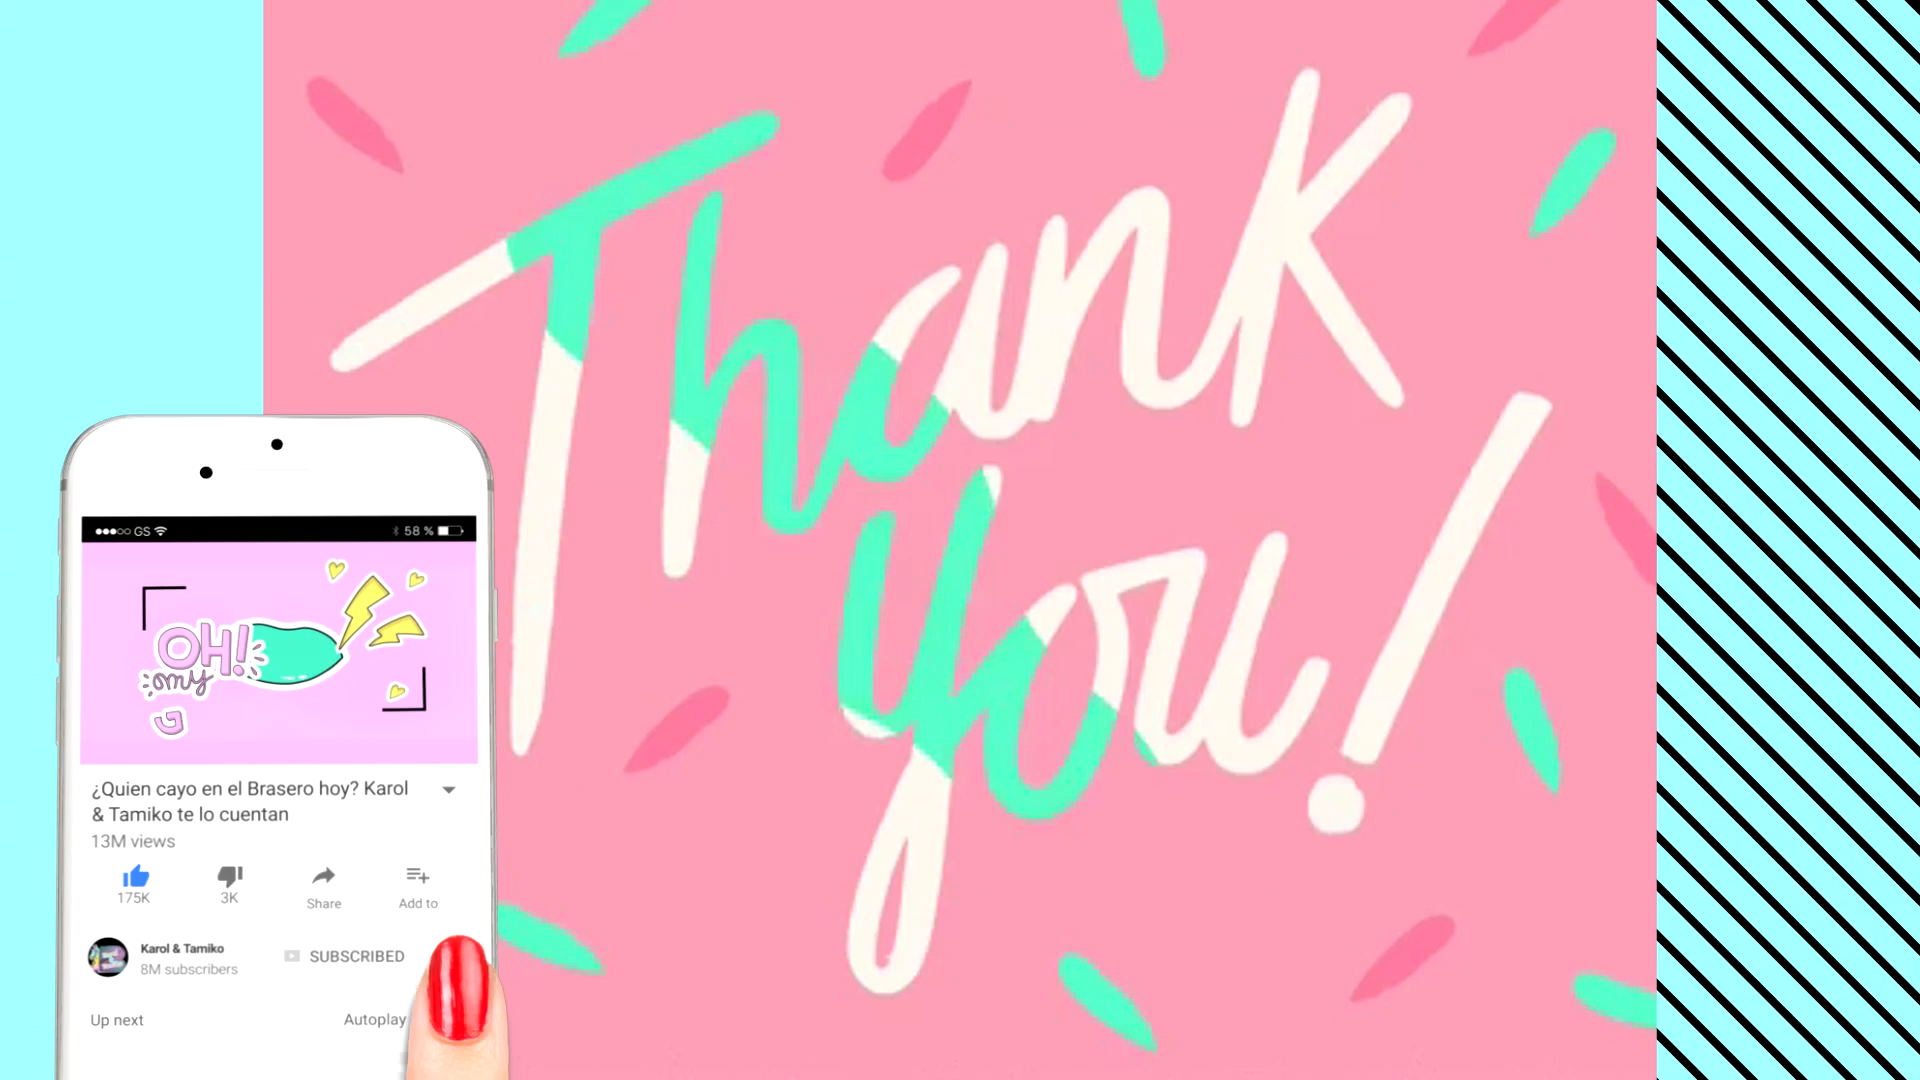 Thank
you!
GS 58 %
OH!
my
G
¿Quien cayo en el Brasero hoy? Karol
& Tamiko te lo cuentan
13M views
175K 3K Share Add to
Karol & Tamiko
8M subscribers
SUBSCRIBED
Up next Autoplay